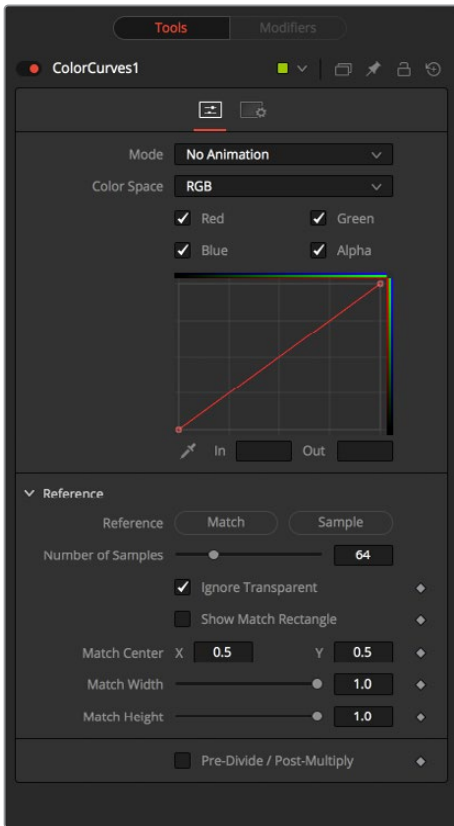 Tools Modifiers
ColorCurves1
Mode No Animation
Color Space RGB
Red Green
Blue Alpha
In Out
Reference
Reference Match Sample
Number of Samples 64
Ignore Transparent
Show Match Rectangle
Match Center X 0.5 Y 0.5
Match Width 1.0
Match Height 1.0
Pre-Divide / Post-Multiply